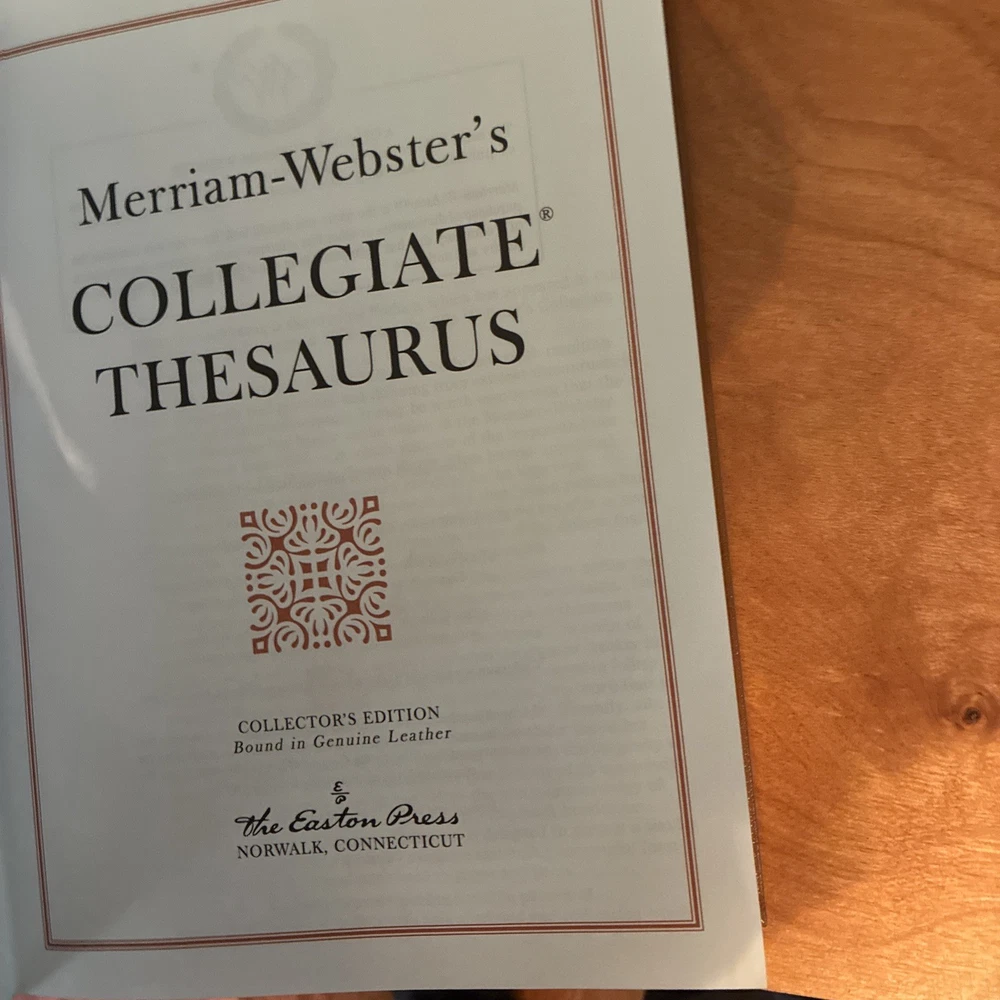 Merriam-Webster's
COLLEGIATE®
THESAURUS
COLLECTOR'S EDITION
Bound in Genuine Leather
E
P
the Easton Press
NORWALK, CONNECTICUT